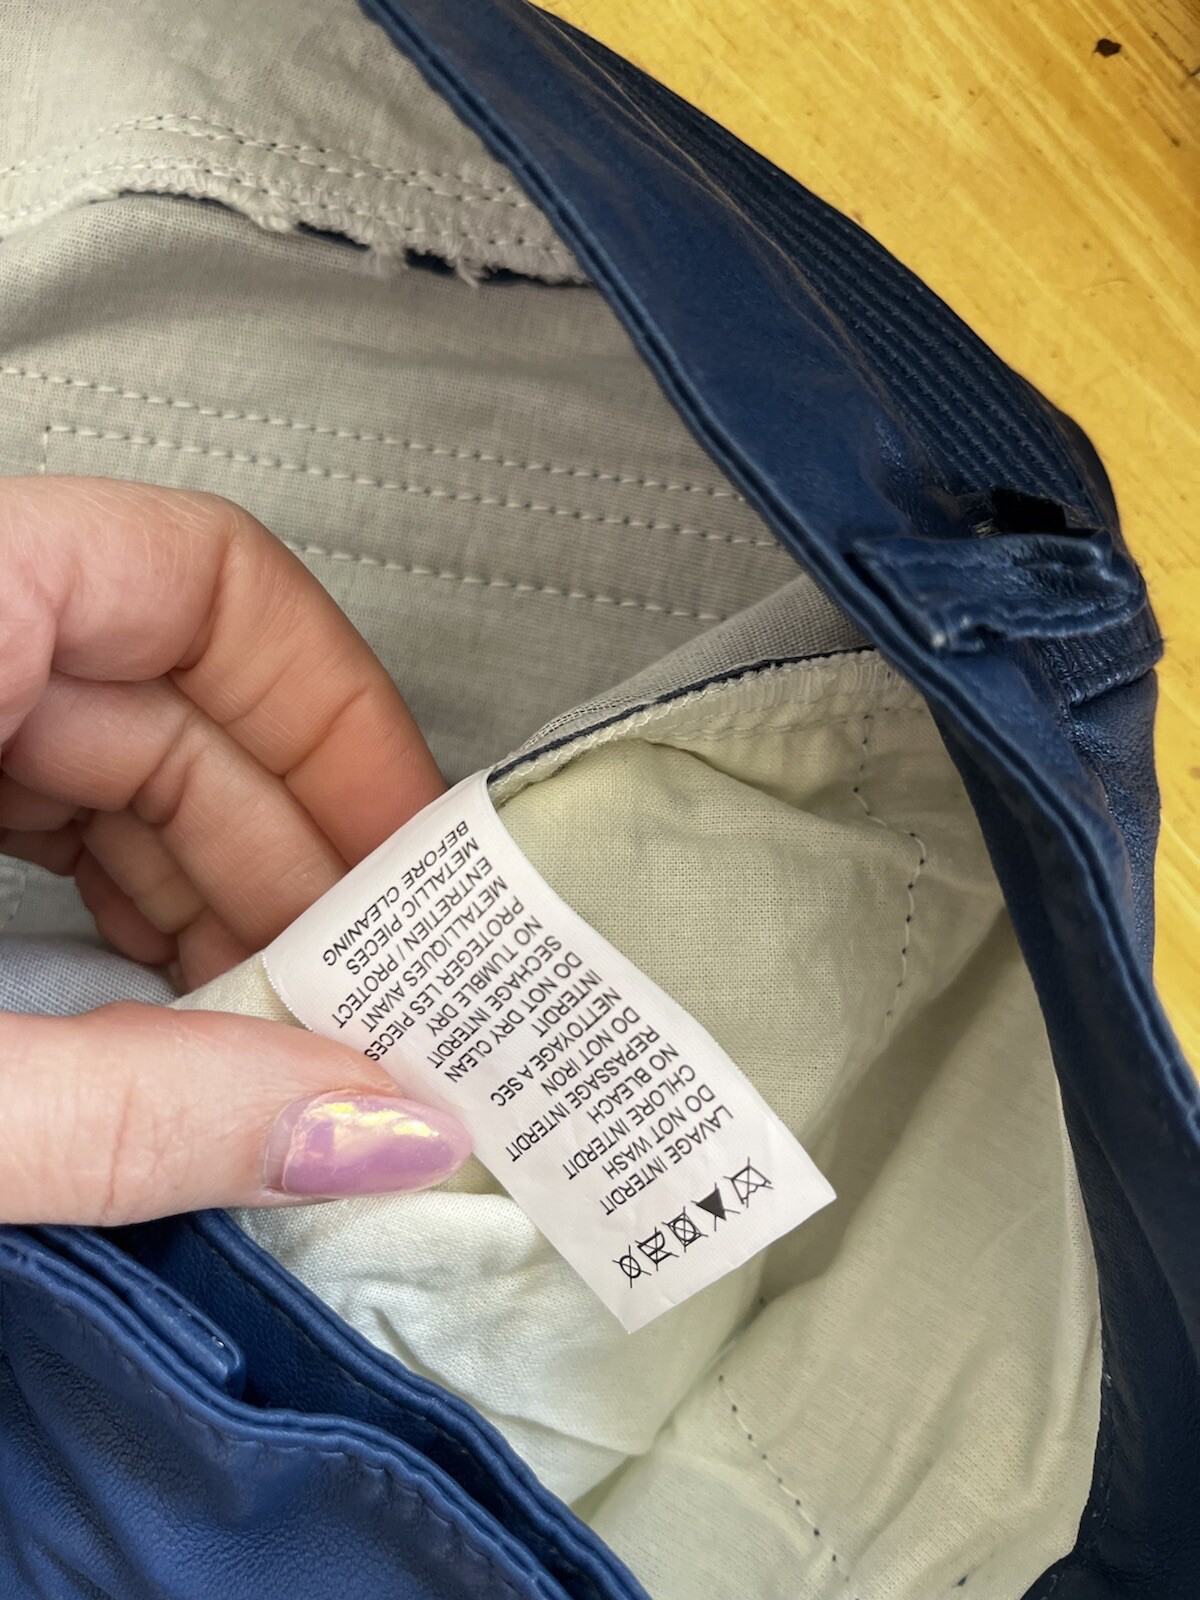 LAVAGE INTERDIT
DO NOT WASH
CHLORE INTERDIT
NO BLEACH
REPASSAGE INTERDIT
DO NOT IRON
NETTOYAGE A SEC
INTERDIT
DO NOT DRY CLEAN
SECHAGE INTERDIT
NO TUMBLE DRY
PROTEGER LES PIECES
METALLIQUES AVANT
ENTRETIEN / PROTECT
METALLIC PIECES
BEFORE CLEANING